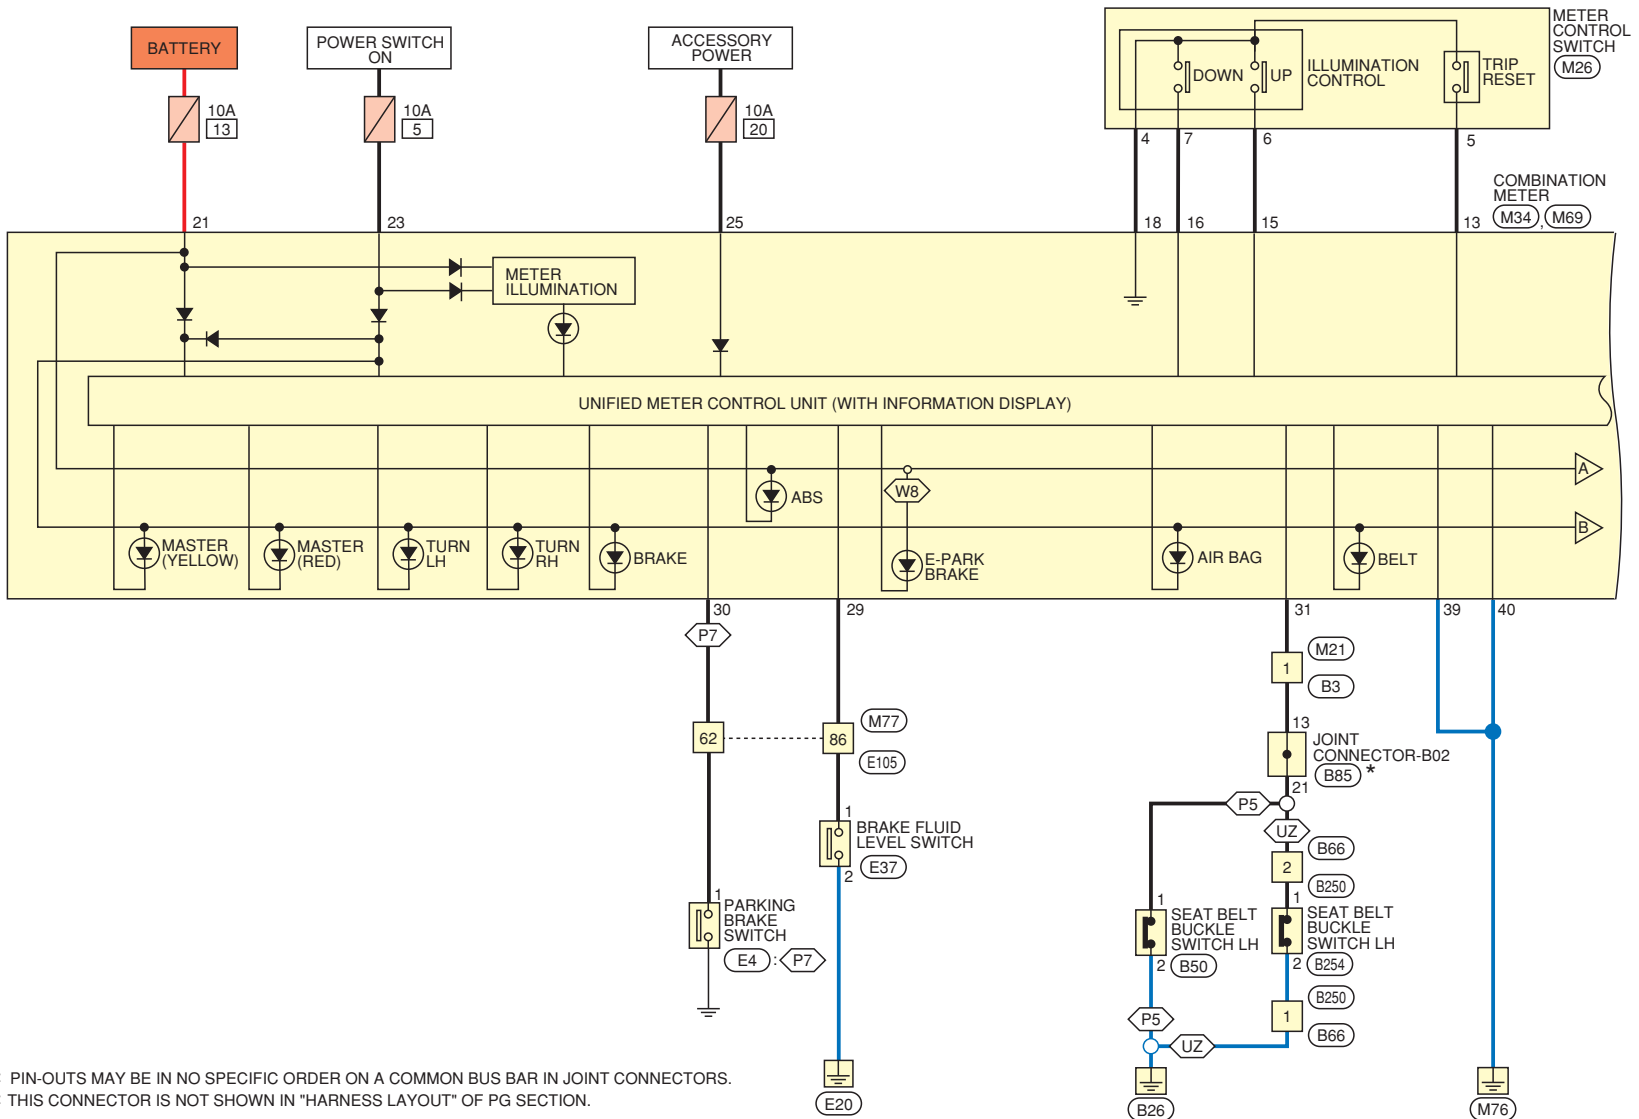 BATTERY
POWER SWITCH
ON
ACCESSORY
POWER
METER
CONTROL
SWITCH
M26
DOWN
UP
ILLUMINATION
CONTROL
TRIP
RESET
10A
13
10A
5
10A
20
4
7
6
5
COMBINATION
METER
M34 , M69
21
23
25
18
16
15
13
METER
ILLUMINATION
UNIFIED METER CONTROL UNIT (WITH INFORMATION DISPLAY)
A
W8
ABS
B
MASTER
(YELLOW)
MASTER
(RED)
TURN
LH
TURN
RH
BRAKE
E-PARK
BRAKE
AIR BAG
BELT
30
29
31
39
40
P7
M21
1
B3
62
86
M77
E105
13
JOINT
CONNECTOR-B02
B85 *
21
P5
UZ
1
BRAKE FLUID
LEVEL SWITCH
E37
2
B66
2
B250
1
PARKING
BRAKE
SWITCH
E4 : P7
1
SEAT BELT
BUCKLE
SWITCH LH
2
B50
1
SEAT BELT
BUCKLE
SWITCH LH
2
B254
B250
1
B66
P5
UZ
: PIN-OUTS MAY BE IN NO SPECIFIC ORDER ON A COMMON BUS BAR IN JOINT CONNECTORS.
: THIS CONNECTOR IS NOT SHOWN IN "HARNESS LAYOUT" OF PG SECTION.
E20
B26
M76